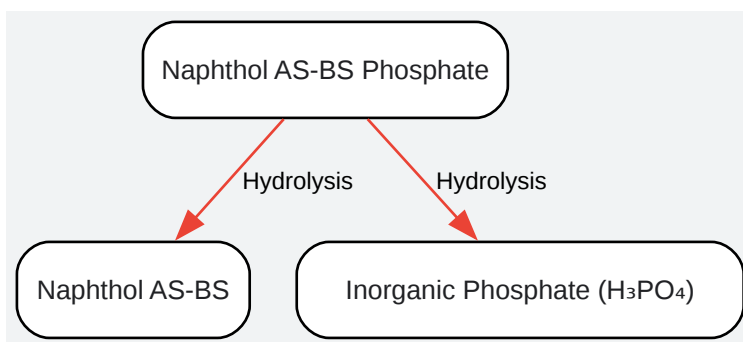 Naphthol AS-BS Phosphate
Hydrolysis
Hydrolysis
Naphthol AS-BS
Inorganic Phosphate (H₃PO₄)